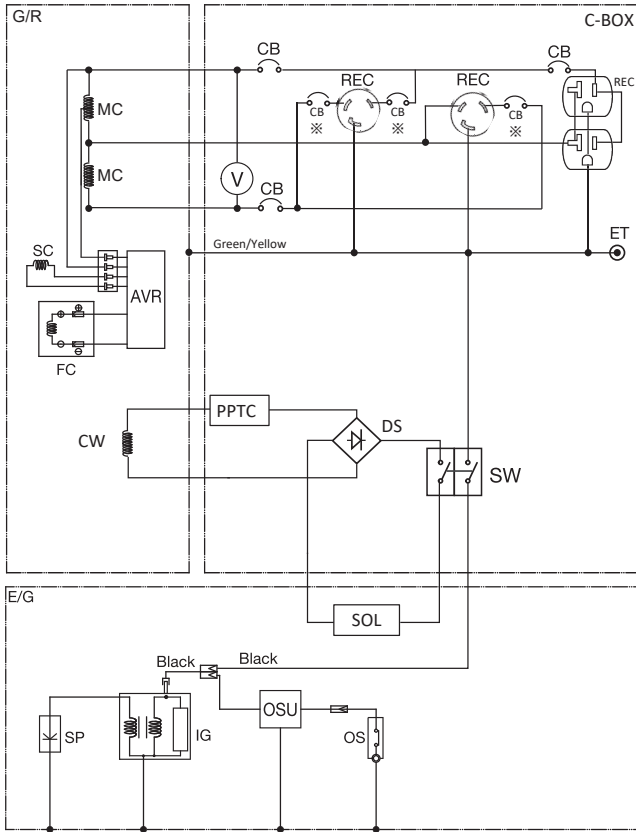 G/R
C-BOX
CB
CB
REC
REC
REC
CB
※
CB
※
CB
※
MC
MC
V
CB
SC
Green/Yellow
ET
AVR
⊕
⊖
FC
PPTC
DS
CW
SW
E/G
SOL
Black
Black
OSU
SP
IG
OS